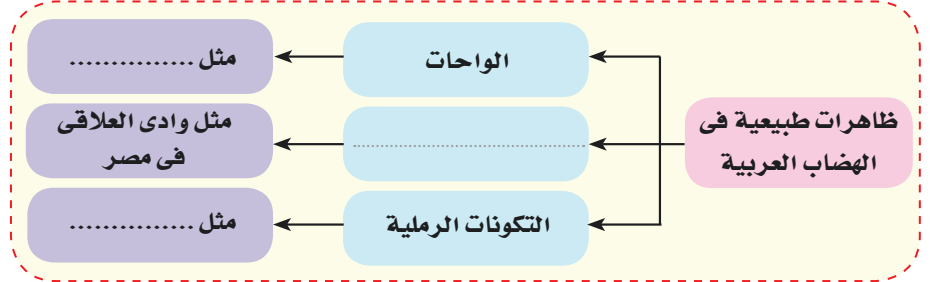 ظاهرات طبيعية فى
الهضاب العربية
الواحات
مثل ...............
................................................
مثل وادى العلاقى
فى مصر
التكونات الرملية
مثل ...............